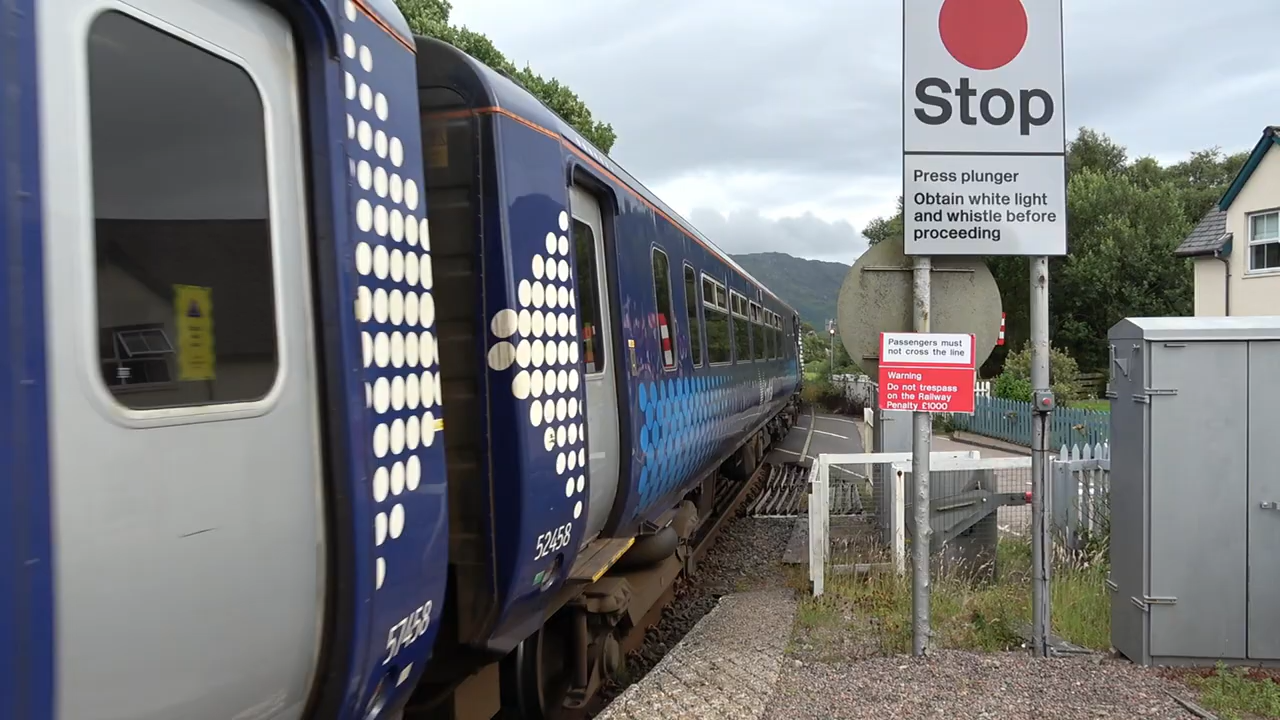 Stop
Press plunger
Obtain white light
and whistle before
proceeding
Passengers must
not cross the line
Warning
Do not trespass
on the Railway
Penalty £1000
52458
57458